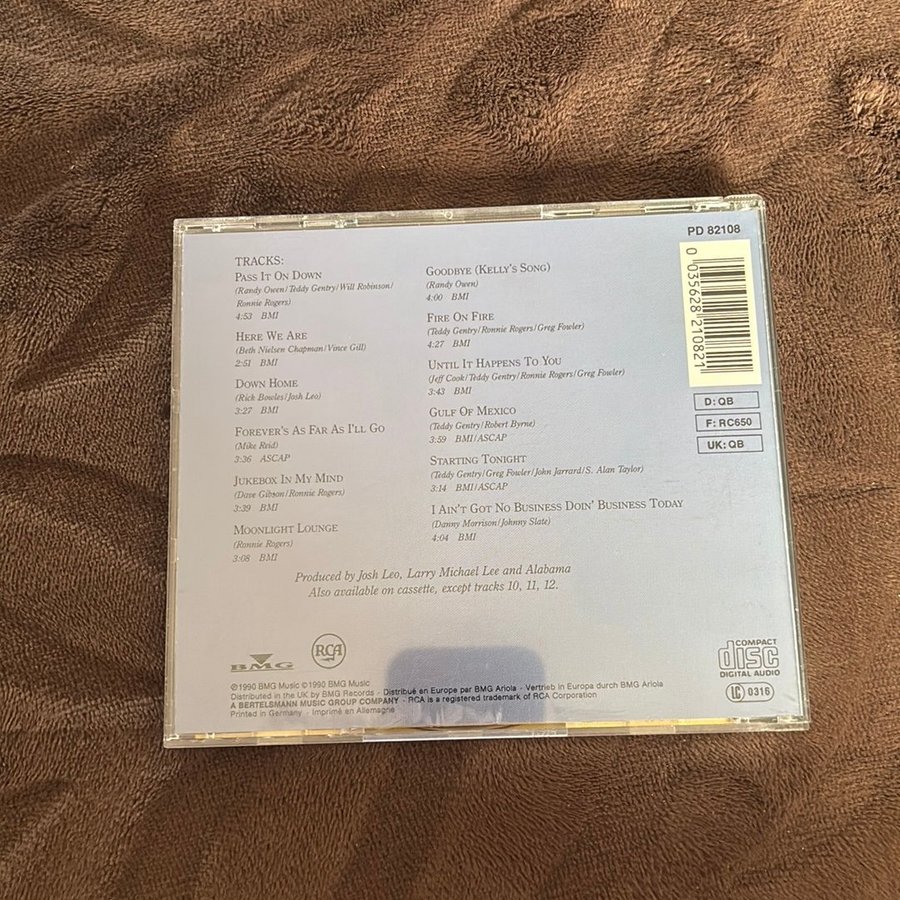 TRACKS:
PASS IT ON DOWN
(Randy Owen/Teddy Gentry/Will Robinson/
Ronnie Rogers)
4:53 BMI
HERE WE ARE
(Beth Nielsen Chapman/Vince Gill)
2:51 BMI
DOWN HOME
(Rick Bowles/Josh Leo)
3:27 BMI
FOREVER'S AS FAR AS I'LL GO
(Mike Reid)
3:36 ASCAP
JUKEBOX IN MY MIND
(Dave Gibson/Ronnie Rogers)
3:39 BMI
MOONLIGHT LOUNGE
(Ronnie Rogers)
3:08 BMI
GOODBYE (KELLY'S SONG)
(Randy Owen)
4:00 BMI
FIRE ON FIRE
(Teddy Gentry/Ronnie Rogers/Greg Fowler)
4:27 BMI
UNTIL IT HAPPENS TO YOU
(Jeff Cook/Teddy Gentry/Ronnie Rogers/Greg Fowler)
3:43 BMI
GULF OF MEXICO
(Teddy Gentry/Robert Byrne)
3:59 BMI/ASCAP
STARTING TONIGHT
(Teddy Gentry/Greg Fowler/John Jarrard/S. Alan Taylor)
3:14 BMI/ASCAP
I AIN'T GOT NO BUSINESS DOIN' BUSINESS TODAY
(Danny Morrison/Johnny Slate)
4:04 BMI
PD 82108
0 035628 210821
D: QB
F: RC650
UK: QB
Produced by Josh Leo, Larry Michael Lee and Alabama
Also available on cassette, except tracks 10, 11, 12.
BMG
RCA
COMPACT
disc
DIGITAL AUDIO
LC 0316
℗1990 BMG Music ©1990 BMG Music
Distributed in the UK by BMG Records · Distribué en Europe par BMG Ariola · Vertrieb in Europa durch BMG Ariola
A BERTELSMANN MUSIC GROUP COMPANY · RCA is a registered trademark of RCA Corporation
Printed in Germany · Imprimé en Allemagne